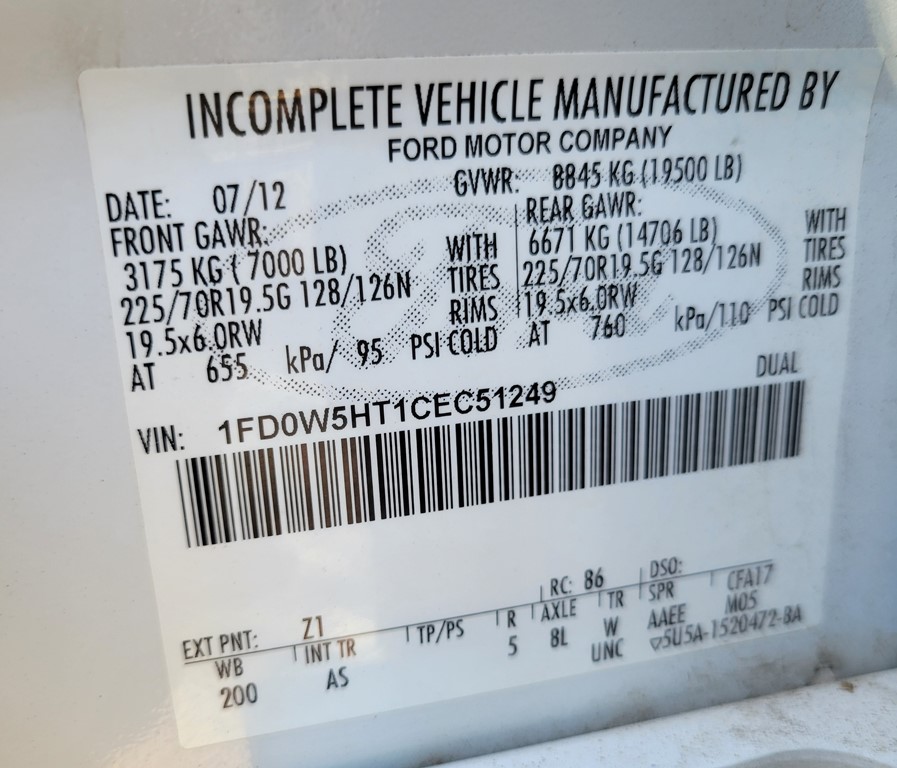 INCOMPLETE VEHICLE MANUFACTURED BY
FORD MOTOR COMPANY
DATE: 07/12 GVWR: 8845 KG (19500 LB)
FRONT GAWR:
3175 KG ( 7000 LB) WITH
225/70R19.5G 128/126N TIRES
19.5x6.0RW RIMS
AT 655 kPa/ 95 PSI COLD
REAR GAWR:
6671 KG (14706 LB) WITH
225/70R19.5G 128/126N TIRES
19.5x6.0RW RIMS
AT 760 kPa/110 PSI COLD
DUAL
VIN: 1FD0W5HT1CEC51249
EXT PNT: Z1 RC: 86 DSO:
WB INT TR TP/PS R AXLE TR SPR CFA17
200 AS 5 8L W AAEE M05
UNC ▽5U5A-1520472-BA